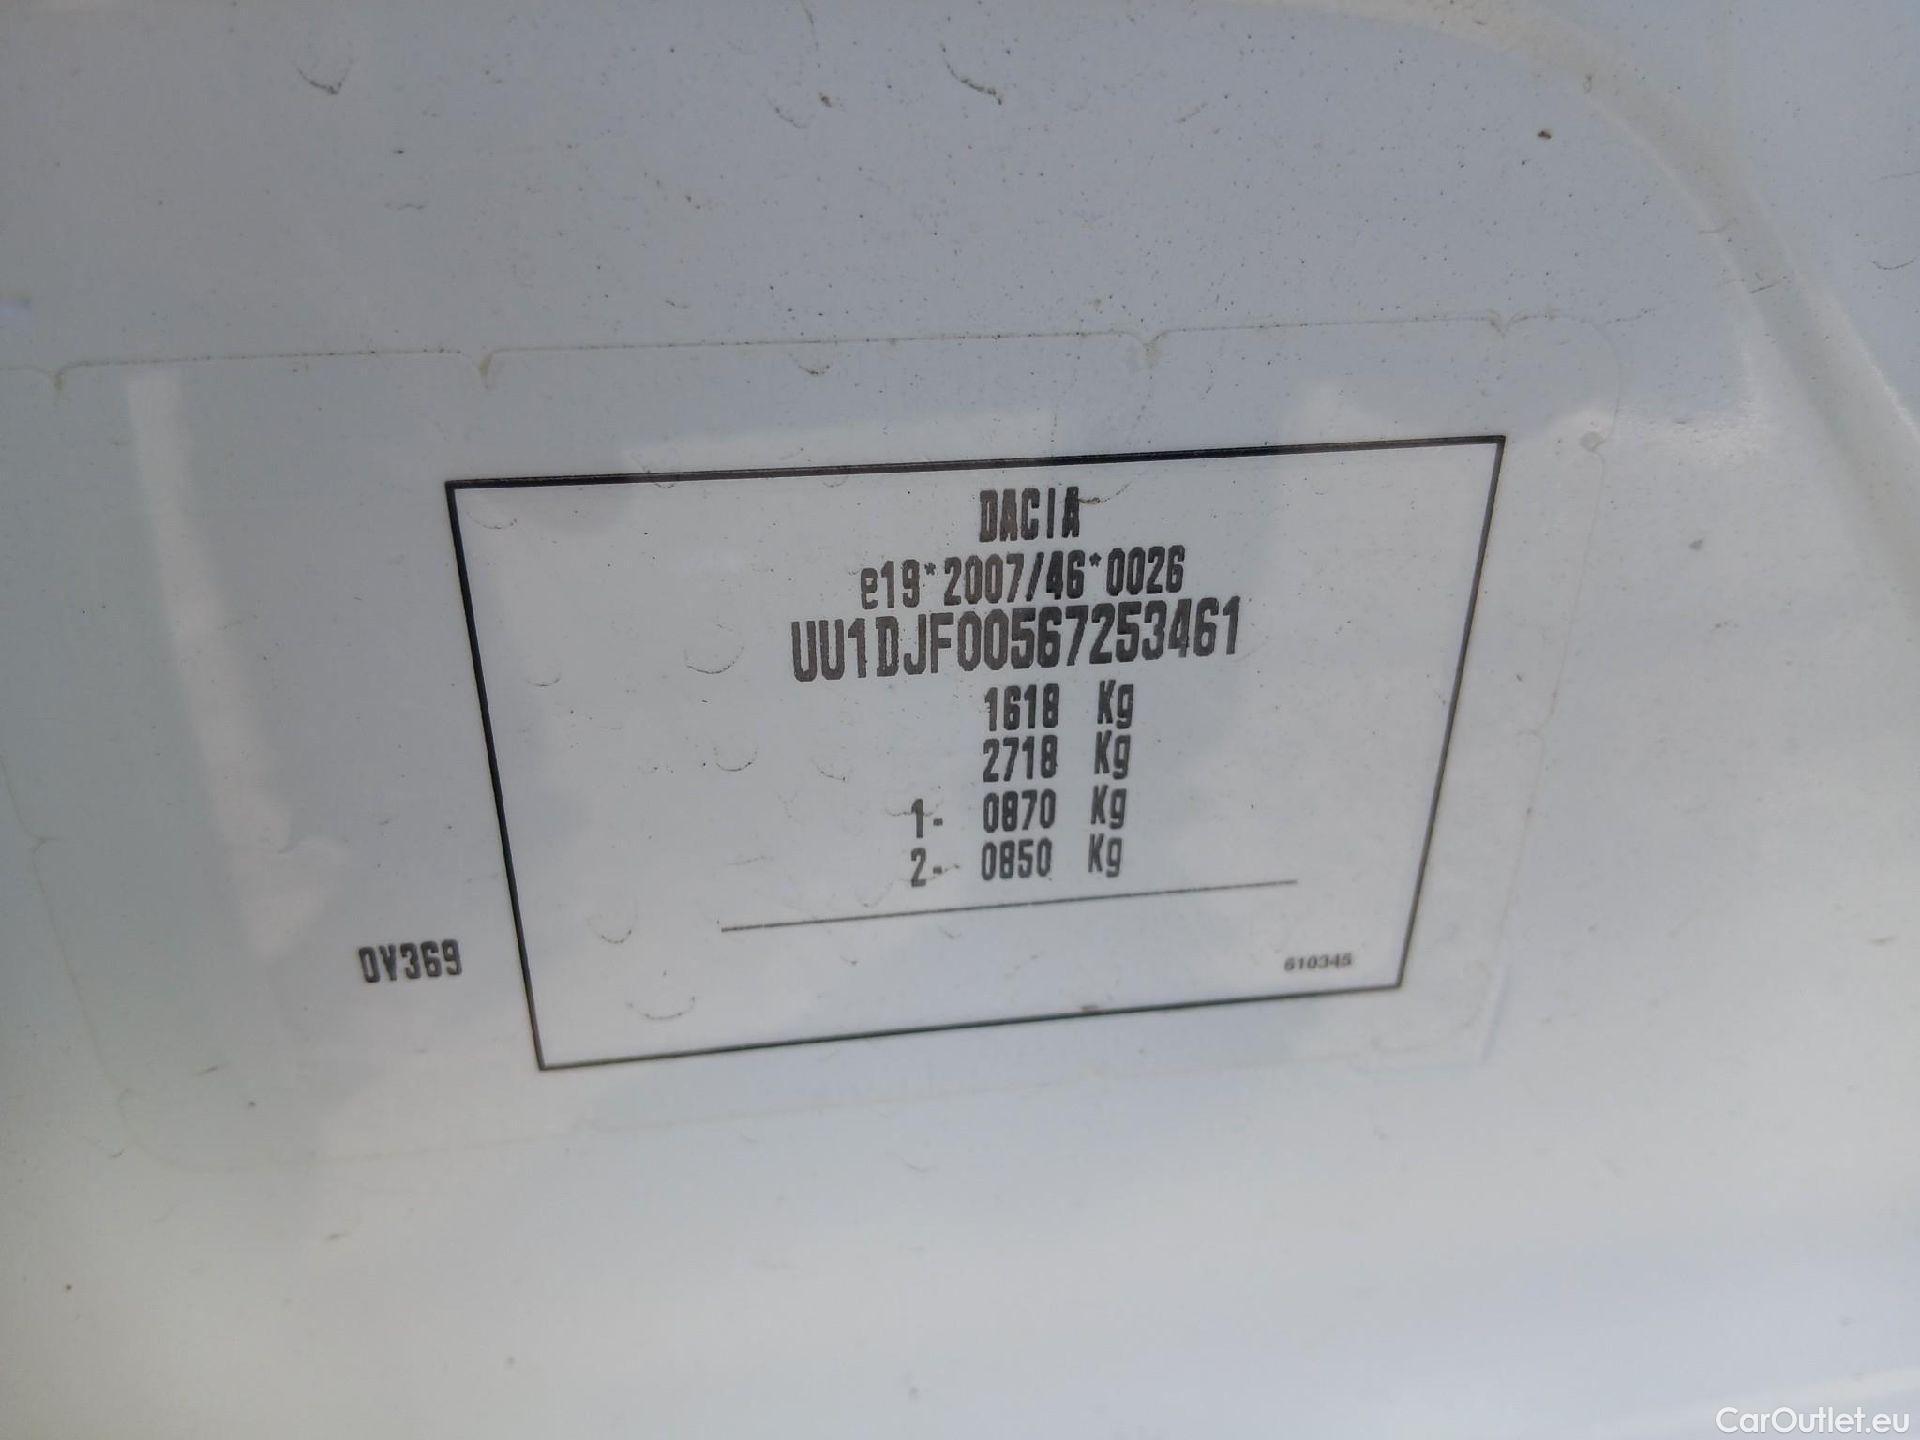 DACIA
e19*2007/46*0026
UU1DJF00567253461
1618 Kg
2718 Kg
1- 0870 Kg
2- 0850 Kg
0V369
610345
CarOutlet.eu